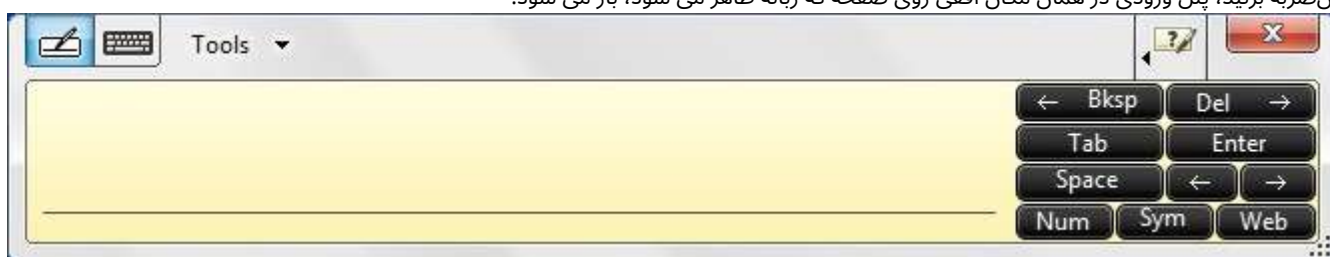 ضربه بزنید، پنل ورودی در همان مکان افقی روی صفحه که زبانه ظاهر می شود، باز می شود.
Tools
← Bksp Del →
Tab Enter
Space ← →
Num Sym Web